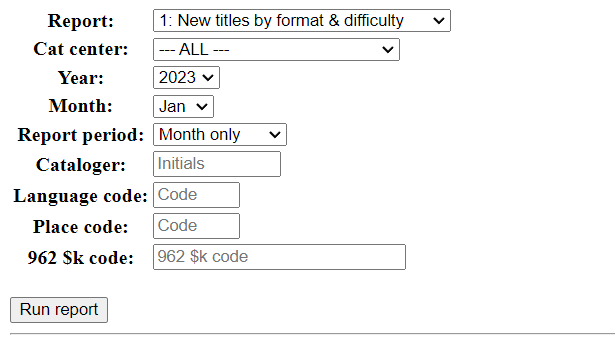 Report: 1: New titles by format & difficulty
Cat center: --- ALL ---
Year: 2023
Month: Jan
Report period: Month only
Cataloger: Initials
Language code: Code
Place code: Code
962 $k code: 962 $k code
Run report